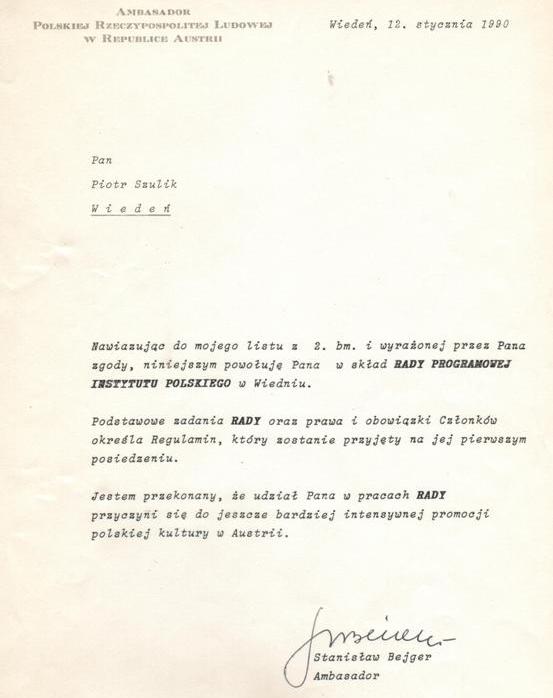 AMBASADOR
POLSKIEJ RZECZYPOSPOLITEJ LUDOWEJ
W REPUBLICE AUSTRII
Wiedeń, 12. stycznia 1990
Pan
Piotr Szulik
W i e d e ń
Nawiazując do mojego listu z 2. bm. i wyrażonej przez Pana
zgody, niniejszym powołuję Pana w skład RADY PROGRAMOWEJ
INSTYTUTU POLSKIEGO w Wiedniu.
Podstawowe zadania RADY oraz prawa i obowiązki Członków
określa Regulamin, który zostanie przyjęty na jej pierwszym
posiedzeniu.
Jestem przekonany, że udział Pana w pracach RADY
przyczyni się do jeszcze bardziej intensywnej promocji
polskiej kultury w Austrii.
Stanisław Bejger
Ambasador